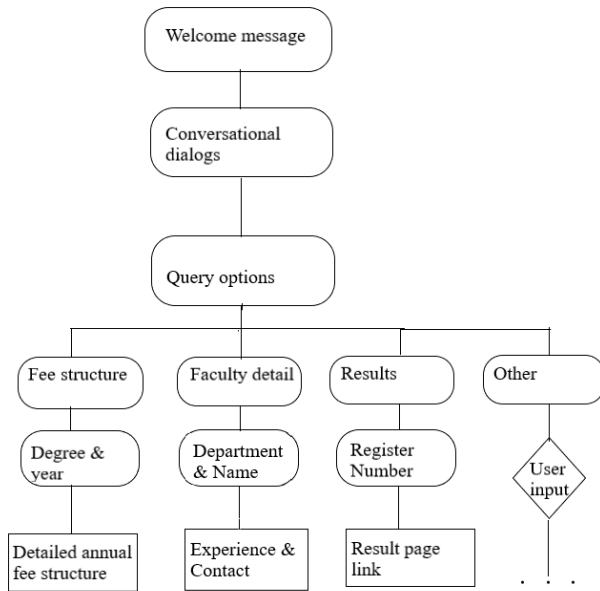 Welcome message
Conversational
dialogs
Query options
Fee structure
Faculty detail
Results
Other
Degree &
year
Department
& Name
Register
Number
User
input
Detailed annual
fee structure
Experience &
Contact
Result page
link
. . .